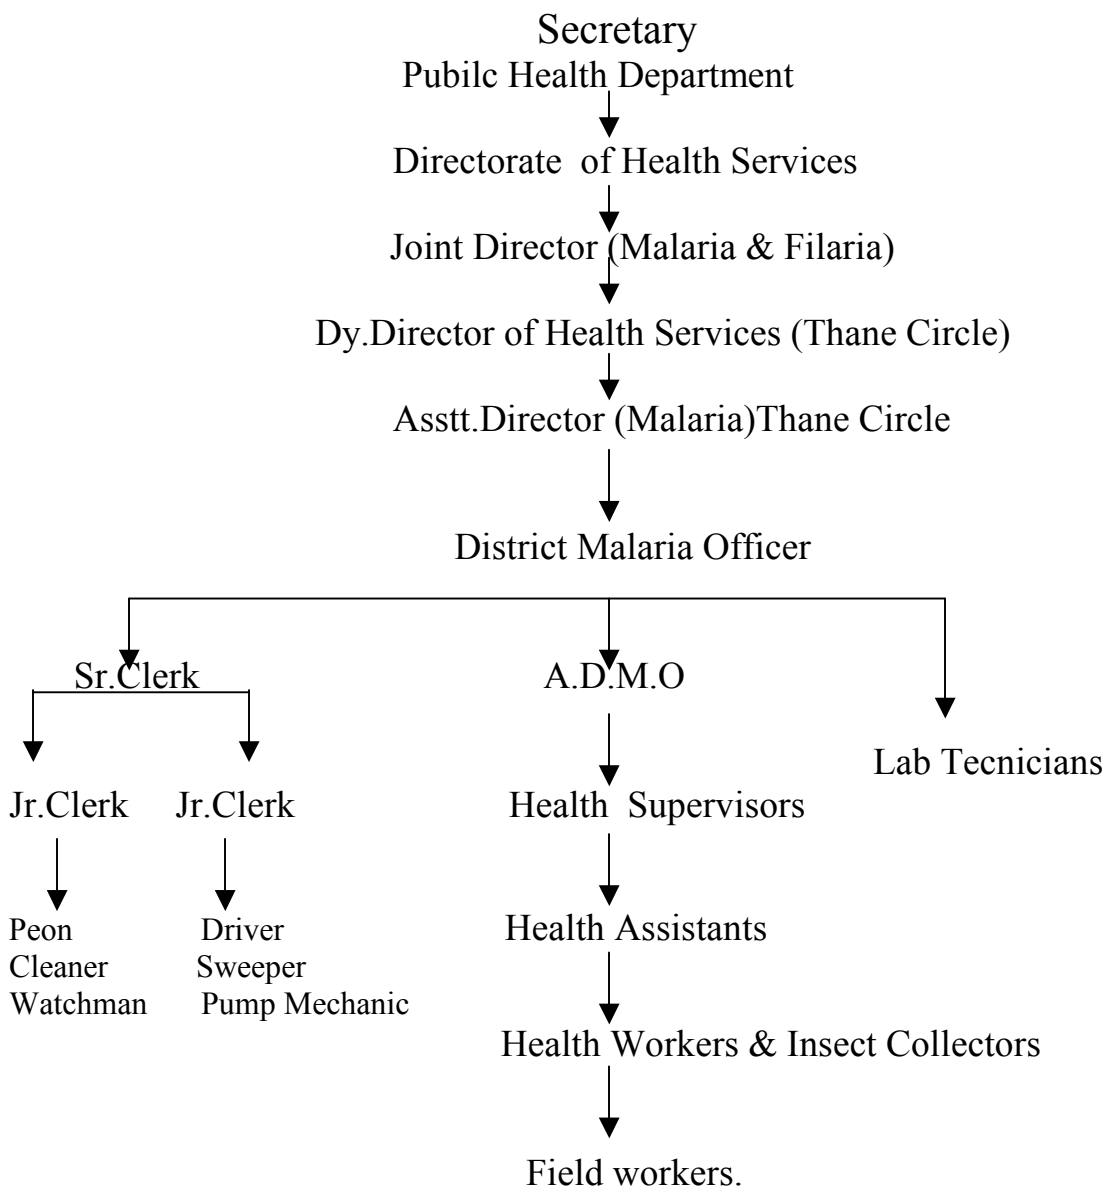 Secretary
Pubilc Health Department
Directorate of Health Services
Joint Director (Malaria & Filaria)
Dy.Director of Health Services (Thane Circle)
Asstt.Director (Malaria)Thane Circle
District Malaria Officer
Sr.Clerk A.D.M.O
Lab Tecnicians
Jr.Clerk Jr.Clerk Health Supervisors
Peon Driver Health Assistants
Cleaner Sweeper
Watchman Pump Mechanic
Health Workers & Insect Collectors
Field workers.